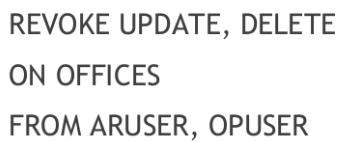 REVOKE UPDATE, DELETE
ON OFFICES
FROM ARUSER, OPUSER